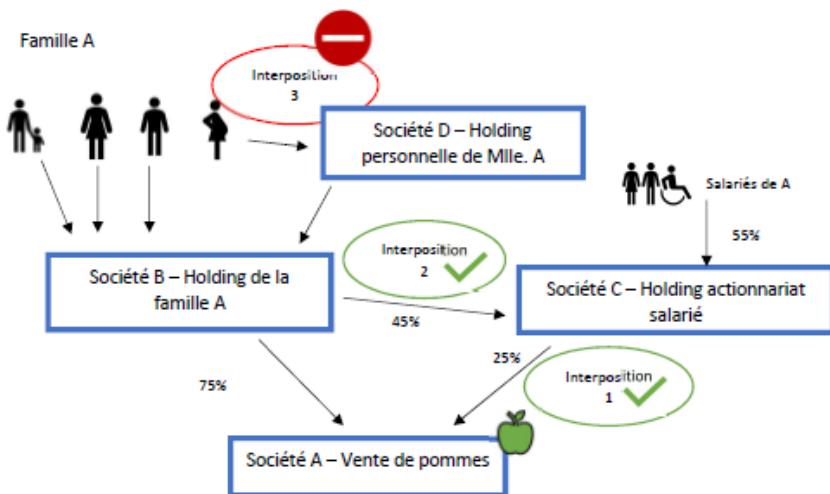 Famille A
Interposition
3
Société D – Holding
personnelle de Mlle. A
Salariés de A
55%
Interposition
2
Société B – Holding de la
famille A
Société C – Holding actionnariat
salarié
45%
25%
75%
Interposition
1
Société A – Vente de pommes